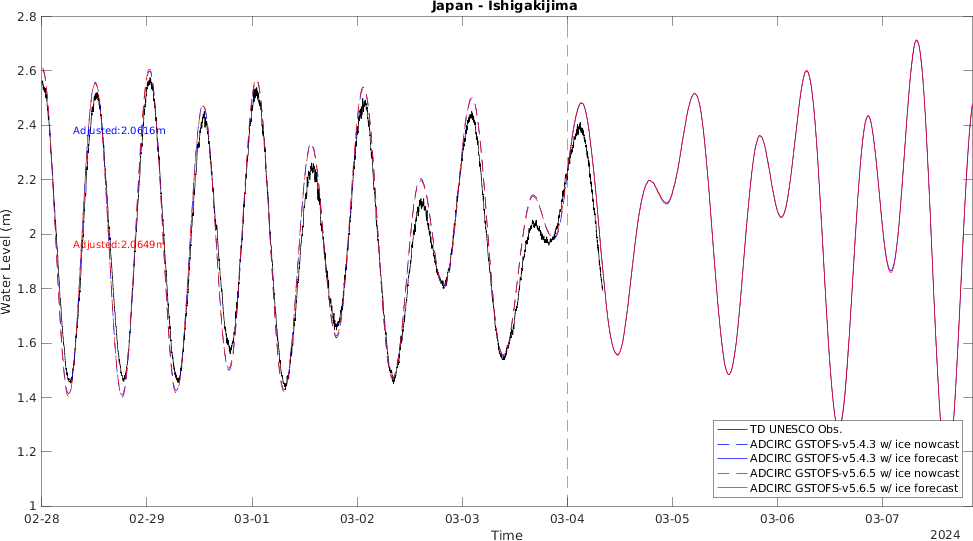 Japan - Ishigakijima
2.8
2.6
2.4
2.2
2
1.8
1.6
1.4
1.2
1
Water Level (m)
Adjusted:2.0616m
Adjusted:2.0649m
TD UNESCO Obs.
ADCIRC GSTOFS-v5.4.3 w/ ice nowcast
ADCIRC GSTOFS-v5.4.3 w/ ice forecast
ADCIRC GSTOFS-v5.6.5 w/ ice nowcast
ADCIRC GSTOFS-v5.6.5 w/ ice forecast
02-28 02-29 03-01 03-02 03-03 03-04 03-05 03-06 03-07
Time
2024